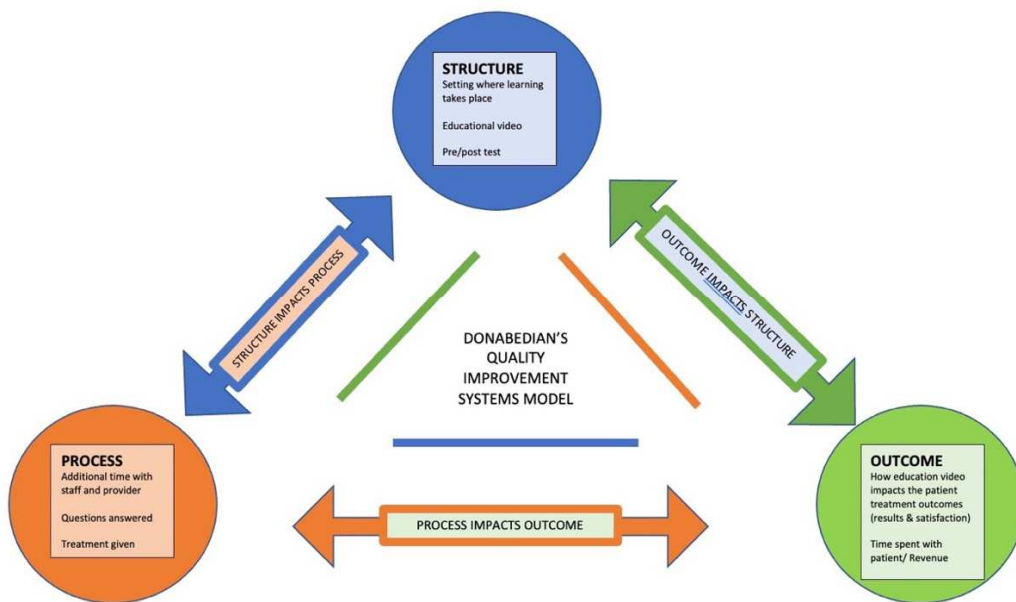 STRUCTURE
Setting where learning
takes place
Educational video
Pre/post test
STRUCTURE IMPACTS PROCESS
OUTCOME IMPACTS STRUCTURE
DONABEDIAN'S
QUALITY
IMPROVEMENT
SYSTEMS MODEL
PROCESS
Additional time with
staff and provider
Questions answered
Treatment given
PROCESS IMPACTS OUTCOME
OUTCOME
How education video
impacts the patient
treatment outcomes
(results & satisfaction)
Time spent with
patient/ Revenue